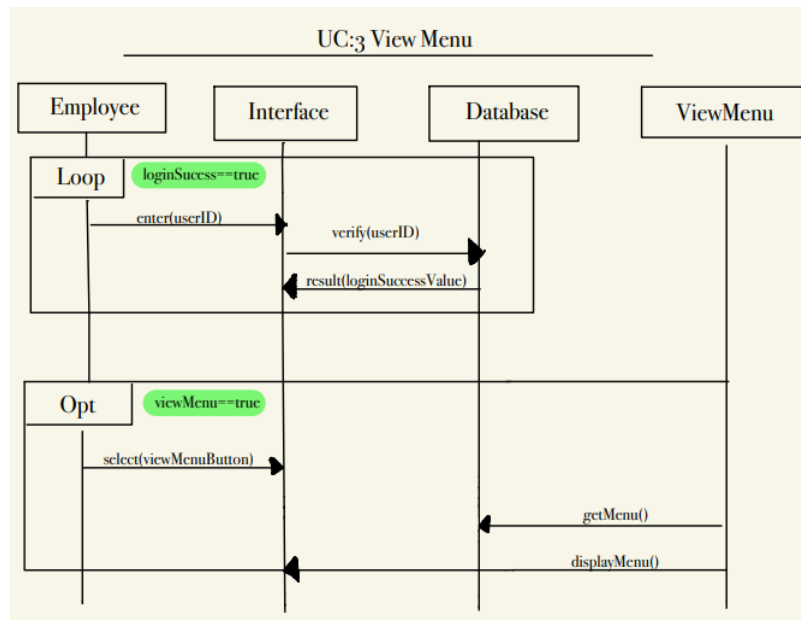 UC:3 View Menu
Employee
Interface
Database
ViewMenu
Loop
loginSucess==true
enter(userID)
verify(userID)
result(loginSuccessValue)
Opt
viewMenu==true
select(viewMenuButton)
getMenu()
displayMenu()